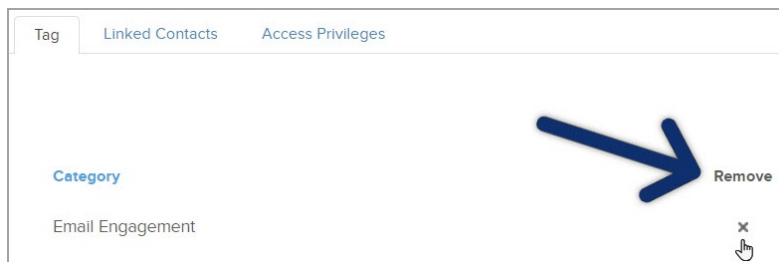 Tag Linked Contacts Access Privileges
Category Remove
Email Engagement ×